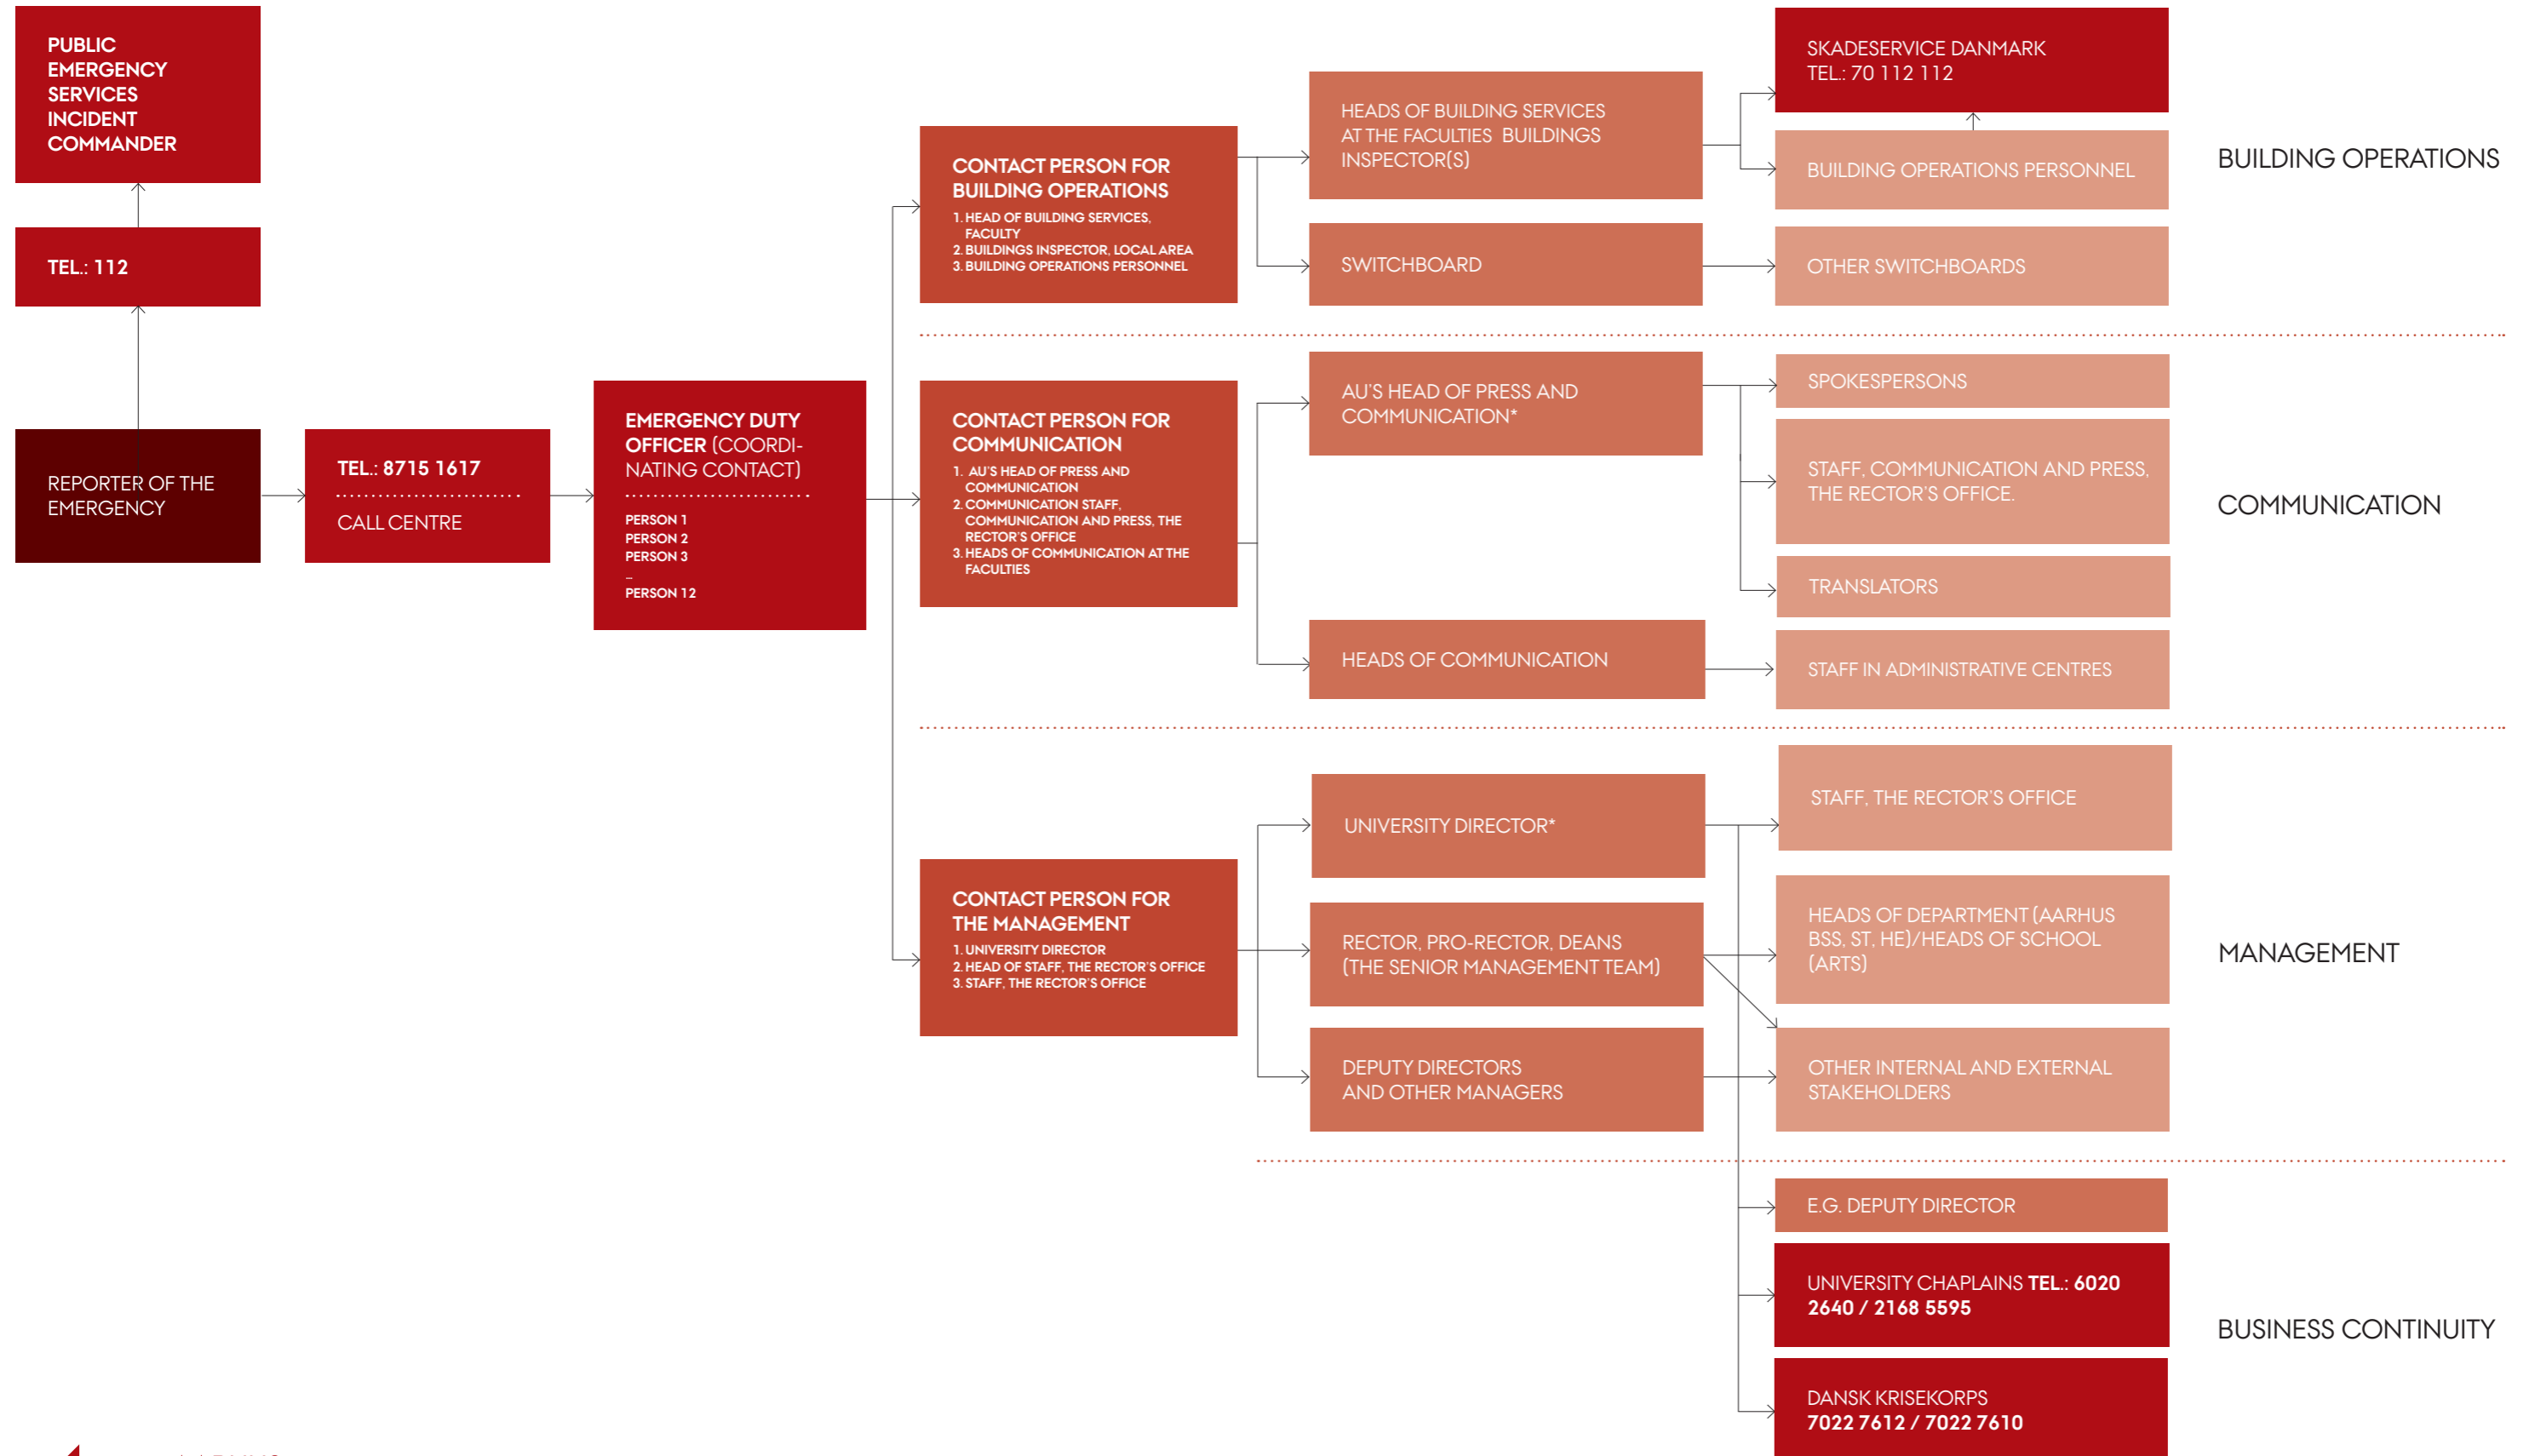 PUBLIC
EMERGENCY
SERVICES
INCIDENT
COMMANDER
TEL.: 112
REPORTER OF THE
EMERGENCY
TEL.: 8715 1617
CALL CENTRE
EMERGENCY DUTY
OFFICER (COORDI-
NATING CONTACT)
PERSON 1
PERSON 2
PERSON 3
...
PERSON 12
CONTACT PERSON FOR
BUILDING OPERATIONS
1. HEAD OF BUILDING SERVICES,
FACULTY
2. BUILDINGS INSPECTOR, LOCAL AREA
3. BUILDING OPERATIONS PERSONNEL
HEADS OF BUILDING SERVICES
AT THE FACULTIES BUILDINGS
INSPECTOR(S)
SWITCHBOARD
SKADESERVICE DANMARK
TEL.: 70 112 112
BUILDING OPERATIONS PERSONNEL
OTHER SWITCHBOARDS
BUILDING OPERATIONS
CONTACT PERSON FOR
COMMUNICATION
1. AU'S HEAD OF PRESS AND
COMMUNICATION
2. COMMUNICATION STAFF,
COMMUNICATION AND PRESS, THE
RECTOR'S OFFICE
3. HEADS OF COMMUNICATION AT THE
FACULTIES
AU'S HEAD OF PRESS AND
COMMUNICATION*
HEADS OF COMMUNICATION
SPOKESPERSONS
STAFF, COMMUNICATION AND PRESS,
THE RECTOR'S OFFICE.
TRANSLATORS
STAFF IN ADMINISTRATIVE CENTRES
COMMUNICATION
CONTACT PERSON FOR
THE MANAGEMENT
1. UNIVERSITY DIRECTOR
2. HEAD OF STAFF, THE RECTOR'S OFFICE
3. STAFF, THE RECTOR'S OFFICE
UNIVERSITY DIRECTOR*
RECTOR, PRO-RECTOR, DEANS
(THE SENIOR MANAGEMENT TEAM)
DEPUTY DIRECTORS
AND OTHER MANAGERS
STAFF, THE RECTOR'S OFFICE
HEADS OF DEPARTMENT (AARHUS
BSS, ST, HE)/HEADS OF SCHOOL
(ARTS)
OTHER INTERNAL AND EXTERNAL
STAKEHOLDERS
MANAGEMENT
E.G. DEPUTY DIRECTOR
UNIVERSITY CHAPLAINS TEL.: 6020
2640 / 2168 5595
DANSK KRISEKORPS
7022 7612 / 7022 7610
BUSINESS CONTINUITY